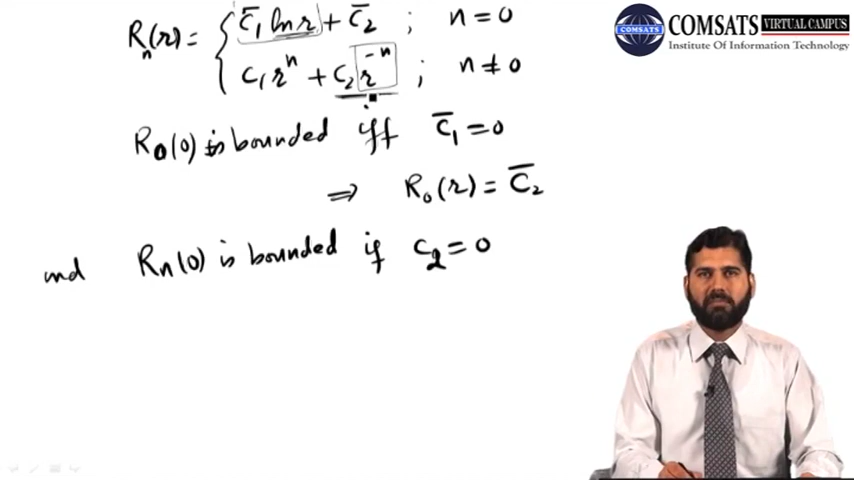 COMSATS VIRTUAL CAMPUS
Institute Of Information Technology
COMSATS
Rₙ(r) = { c̄₁ ln r + c̄₂ ; n = 0
c₁ rⁿ + c₂ r⁻ⁿ ; n ≠ 0
R₀(0) is bounded iff c̄₁ = 0
⇒ R₀(r) = c̄₂
and Rₙ(0) is bounded if c₂ = 0